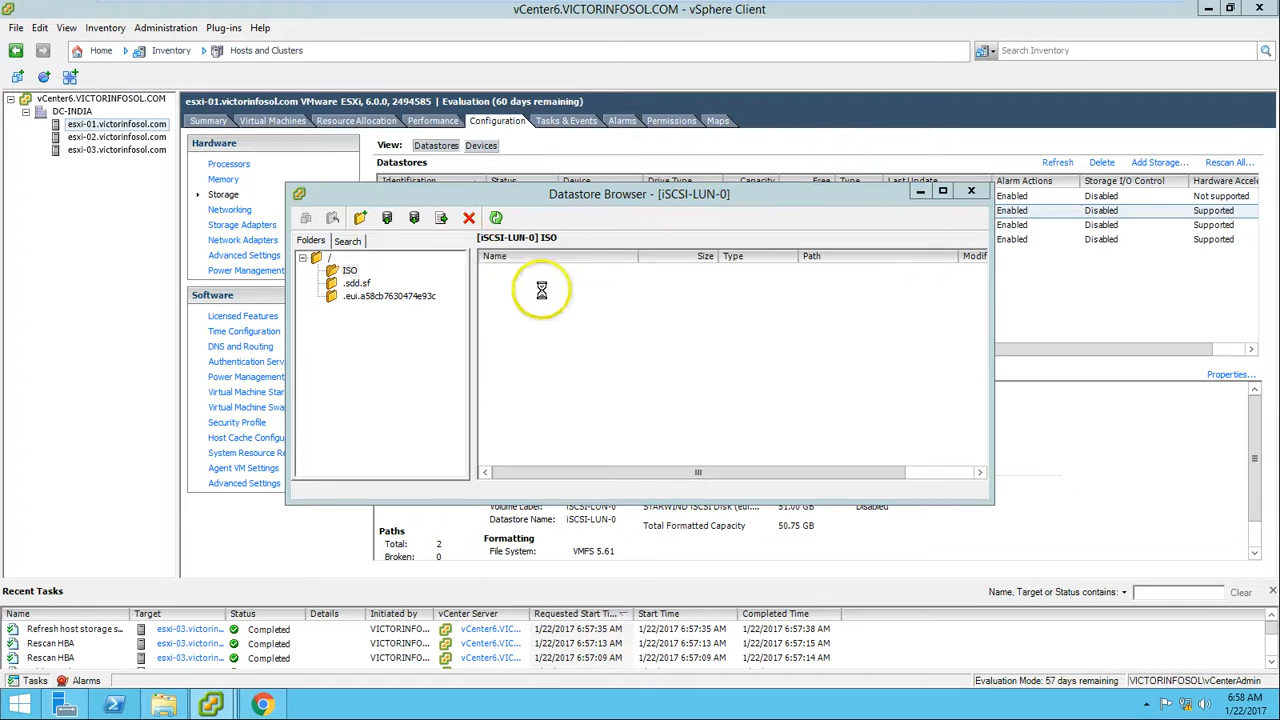 vCenter6.VICTORINFOSOL.COM - vSphere Client
File Edit View Inventory Administration Plug-ins Help
Home Inventory Hosts and Clusters Search Inventory
vCenter6.VICTORINFOSOL.COM
DC-INDIA
esxi-01.victorinfosol.com
esxi-02.victorinfosol.com
esxi-03.victorinfosol.com
esxi-01.victorinfosol.com VMware ESXi, 6.0.0, 2494585 | Evaluation (60 days remaining)
Summary Virtual Machines Resource Allocation Performance Configuration Tasks & Events Alarms Permissions Maps
Hardware
Processors
Memory
Storage
Networking
Storage Adapters
Network Adapters
Advanced Settings
Power Management
Software
Licensed Features
Time Configuration
DNS and Routing
Authentication Serv
Power Management
Virtual Machine Star
Virtual Machine Swa
Security Profile
Host Cache Configu
System Resource Re
Agent VM Settings
Advanced Settings
View: Datastores Devices
Datastores Refresh Delete Add Storage... Rescan All...
Identification Status Device Drive Type Capacity Free Type Last Update Alarm Actions Storage I/O Control Hardware Accele
Enabled Disabled Not supported
Enabled Disabled Supported
Enabled Disabled Supported
Enabled Disabled Supported
Properties...
Datastore Browser - [iSCSI-LUN-0]
Folders Search
[iSCSI-LUN-0] ISO
/
ISO
.sdd.sf
.eui.a58cb7630474e93c
Name Size Type Path Modif
Volume Label: iSCSI-LUN-0 STARWIND iSCSI Disk (eui.... 51.00 GB Disabled
Datastore Name: iSCSI-LUN-0 Total Formatted Capacity 50.75 GB
Paths
Total: 2
Broken: 0
Formatting
File System: VMFS 5.61
Recent Tasks Name, Target or Status contains: Clear
Name Target Status Details Initiated by vCenter Server Requested Start Ti... Start Time Completed Time
Refresh host storage s... esxi-03.victorin... Completed VICTORINFO... vCenter6.VIC... 1/22/2017 6:57:35 AM 1/22/2017 6:57:35 AM 1/22/2017 6:57:38 AM
Rescan HBA esxi-03.victorin... Completed VICTORINFO... vCenter6.VIC... 1/22/2017 6:57:13 AM 1/22/2017 6:57:13 AM 1/22/2017 6:57:15 AM
Rescan HBA esxi-03.victorin... Completed VICTORINFO... vCenter6.VIC... 1/22/2017 6:57:09 AM 1/22/2017 6:57:09 AM 1/22/2017 6:57:14 AM
Tasks Alarms Evaluation Mode: 57 days remaining VICTORINFOSOL\vCenterAdmin
6:58 AM
1/22/2017